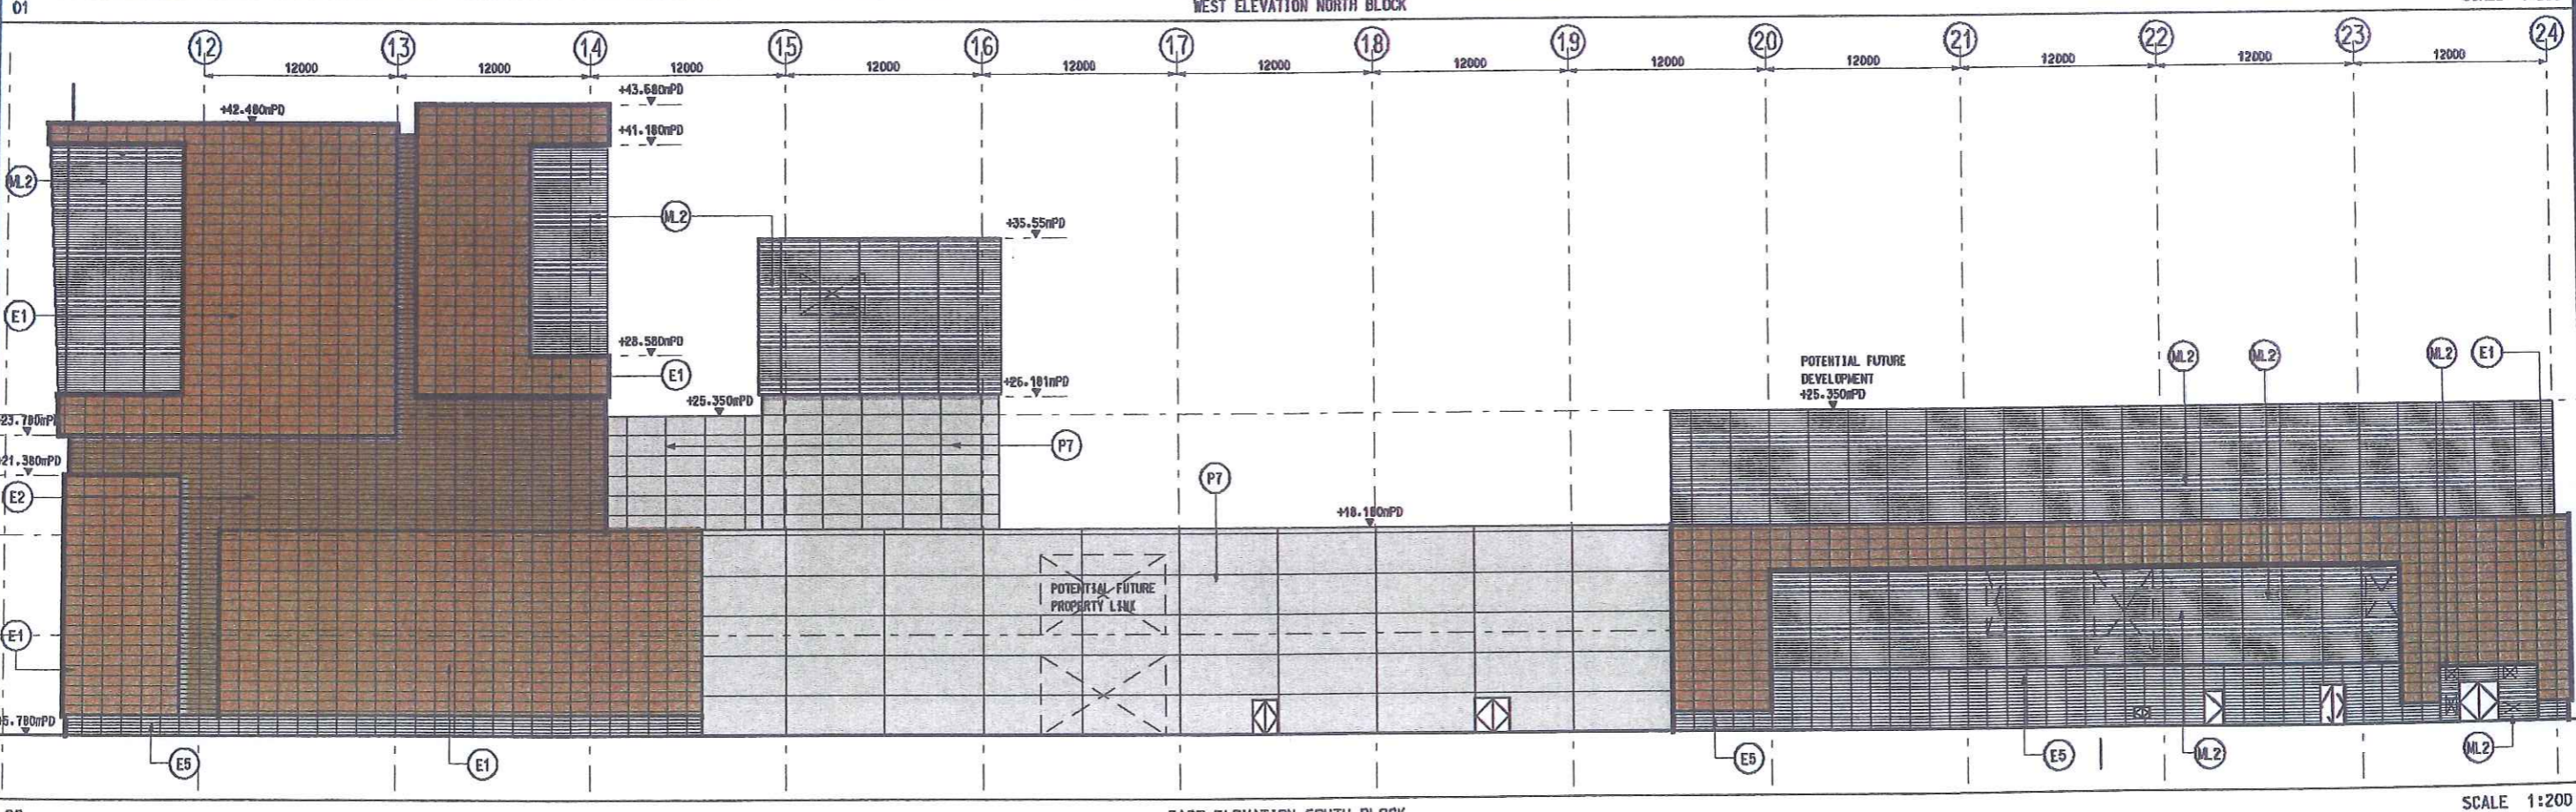 01
WEST ELEVATION NORTH BLOCK
12 13 14 15 16 17 18 19 20 21 22 23 24
12000 12000 12000 12000 12000 12000 12000 12000 12000 12000 12000 12000
+43.680mPD
+42.480mPD
+41.180mPD
ML2
ML2
+35.55mPD
E1
+28.580mPD
ML2 ML2 ML2 E1
POTENTIAL FUTURE
DEVELOPMENT
+25.350mPD
E1
+26.181mPD
+25.350mPD
23.780mPD
P7
21.380mPD
P7
E2
+18.180mPD
POTENTIAL FUTURE
PROPERTY LINK
E1
5.780mPD
E5 E1 E5 E5 ML2 ML2
SCALE 1:200